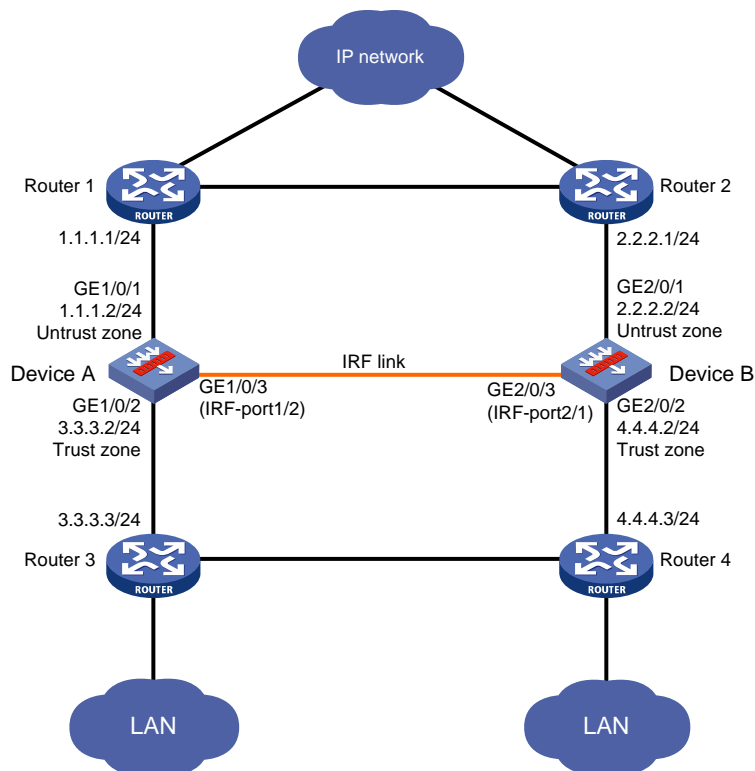 IP network
Router 1
ROUTER
ROUTER
Router 2
1.1.1.1/24
2.2.2.1/24
GE1/0/1
1.1.1.2/24
Untrust zone
GE2/0/1
2.2.2.2/24
Untrust zone
Device A
IRF link
Device B
GE1/0/3
(IRF-port1/2)
GE2/0/3
(IRF-port2/1)
GE1/0/2
3.3.3.2/24
Trust zone
GE2/0/2
4.4.4.2/24
Trust zone
3.3.3.3/24
4.4.4.3/24
Router 3
ROUTER
ROUTER
Router 4
LAN
LAN